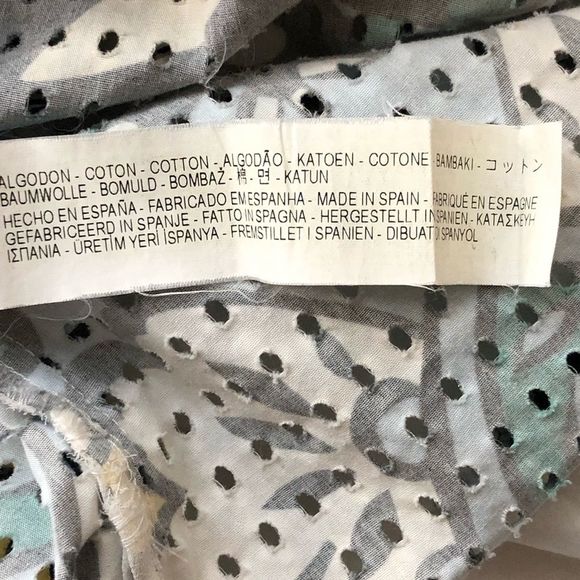 ALGODON - COTON - COTTON - ALGODÃO - KATOEN - COTONE - BAMBAKI - コットン
BAUMWOLLE - BOMULD - BOMBAŽ - 棉 - 면 - KATUN
HECHO EN ESPAÑA - FABRICADO EM ESPANHA - MADE IN SPAIN - FABRIQUÉ EN ESPAGNE
GEFABRICEERD IN SPANJE - FATTO IN SPAGNA - HERGESTELLT IN SPANIEN - ΚΑΤΑΣΚΕΥΗ
ΙΣΠΑΝΙΑ - ÜRETİM YERİ İSPANYA - FREMSTILLET I SPANIEN - DIBUAT DI SPANYOL